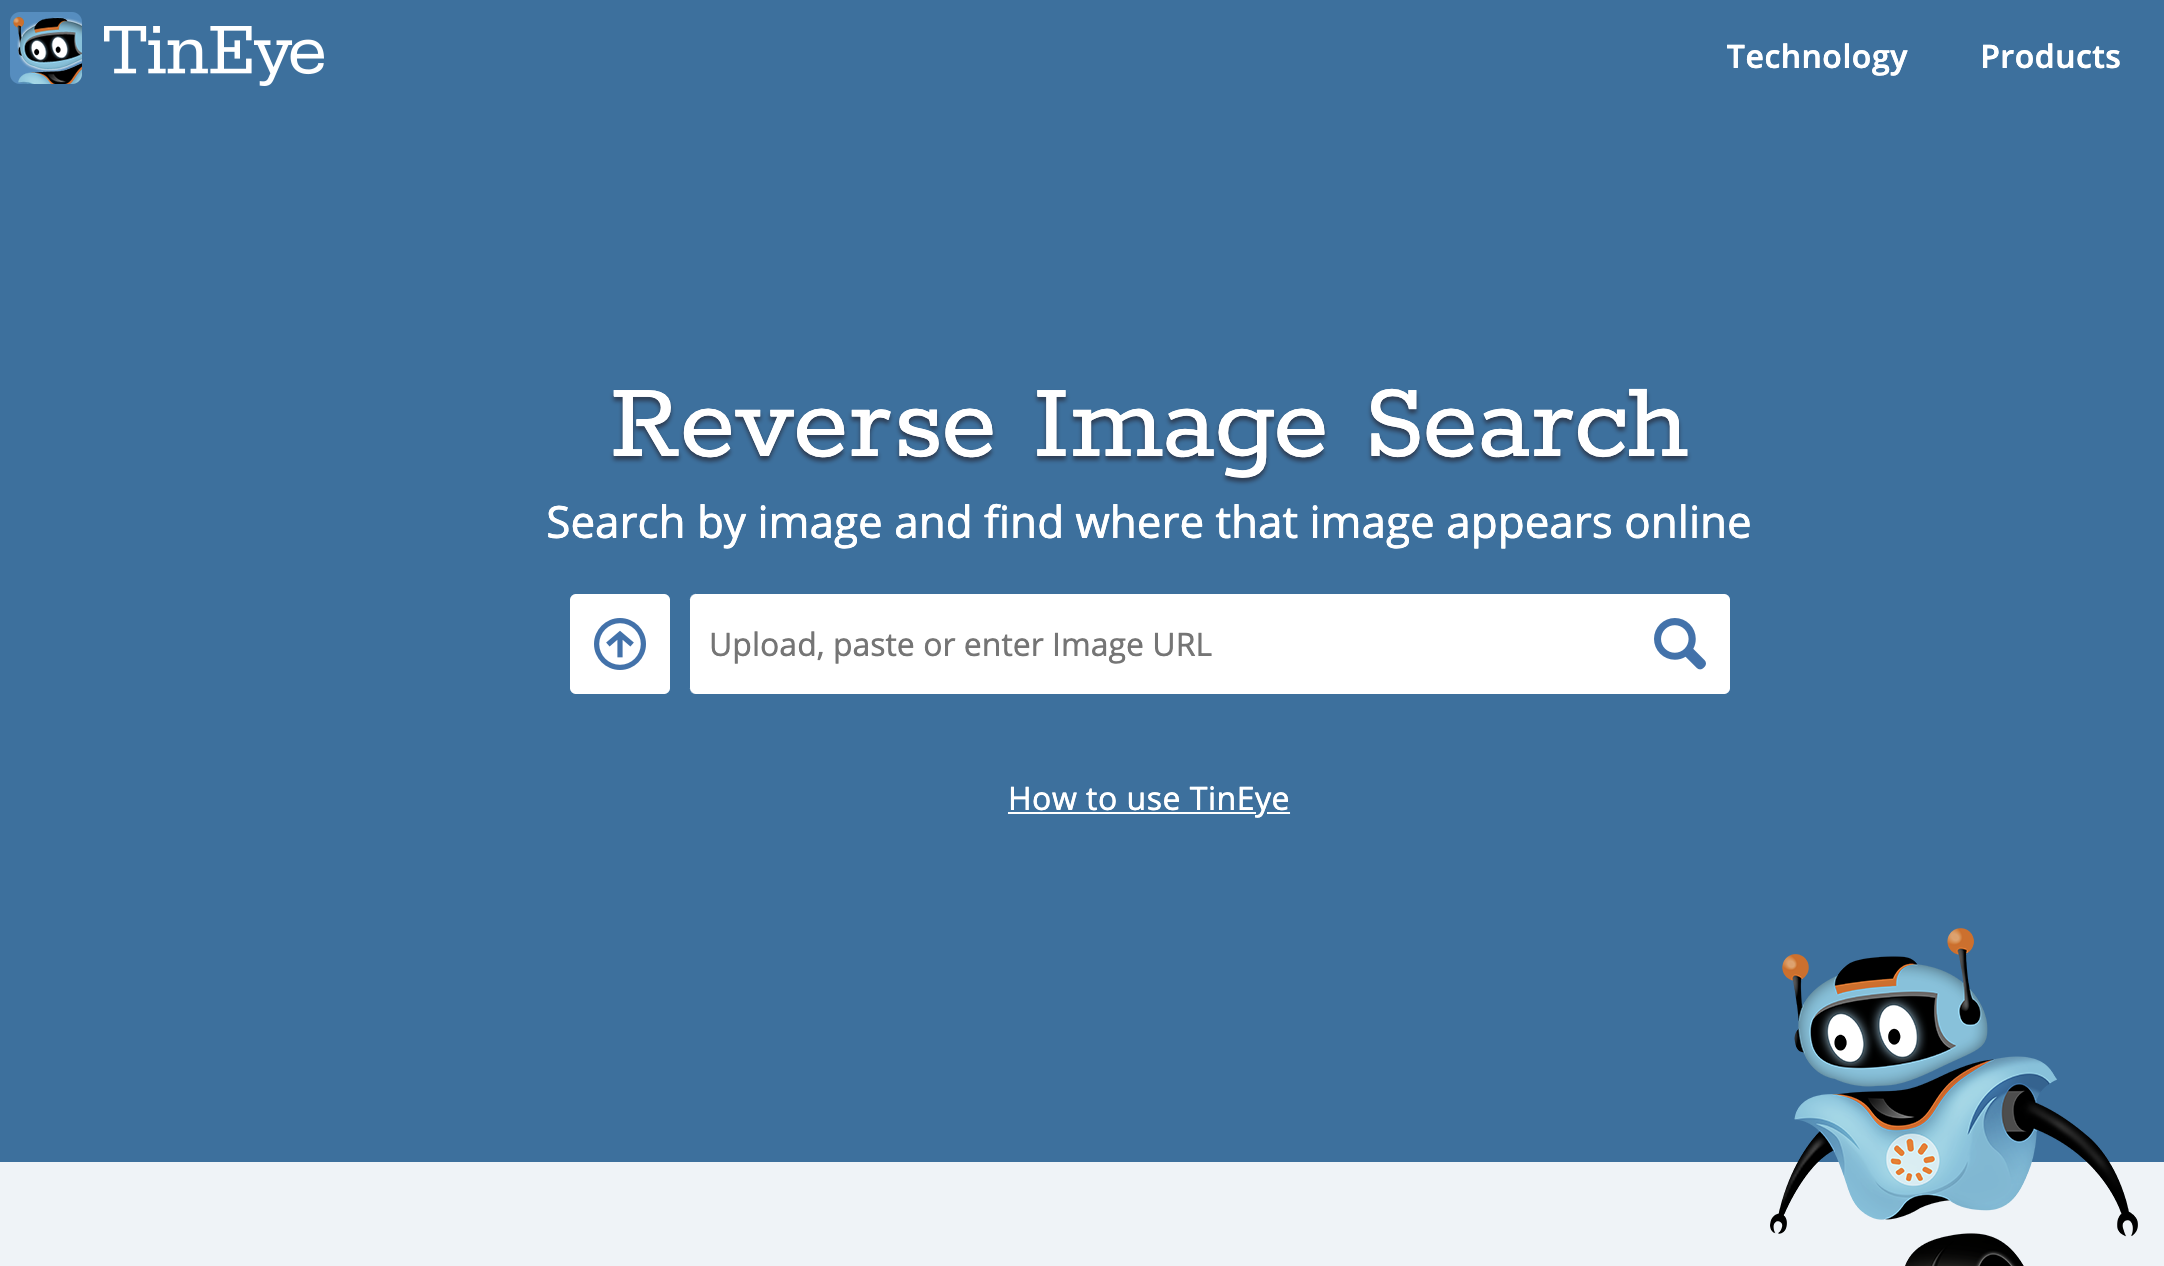 TinEye
Technology
Products
Reverse Image Search
Search by image and find where that image appears online
Upload, paste or enter Image URL
How to use TinEye